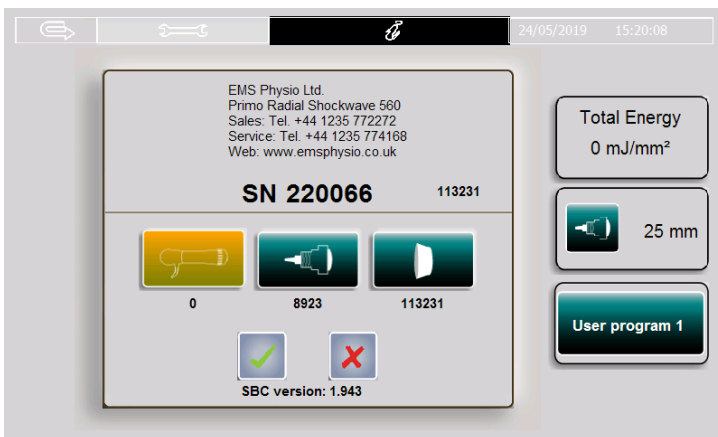 24/05/2019 15:20:08
EMS Physio Ltd.
Primo Radial Shockwave 560
Sales: Tel. +44 1235 772272
Service: Tel. +44 1235 774168
Web: www.emsphysio.co.uk
SN 220066 113231
0 8923 113231
SBC version: 1.943
Total Energy
0 mJ/mm²
25 mm
User program 1